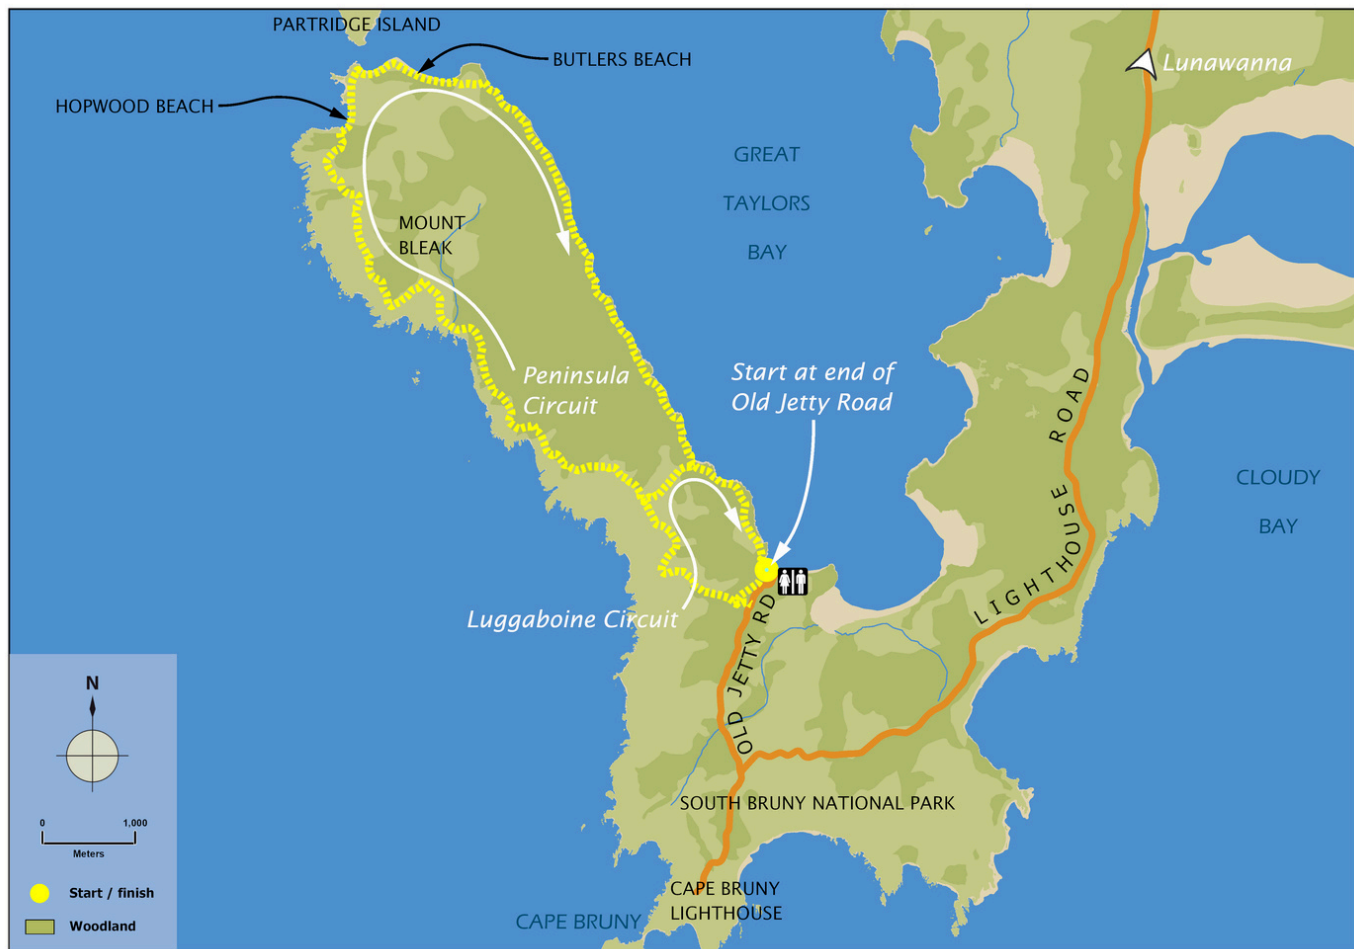 PARTRIDGE ISLAND
BUTLERS BEACH
HOPWOOD BEACH
Lunawanna
GREAT
TAYLORS
BAY
MOUNT
BLEAK
Peninsula
Circuit
Start at end of
Old Jetty Road
LIGHTHOUSE ROAD
CLOUDY
BAY
Luggaboine Circuit
OLD JETTY RD
N
0 1,000
Meters
Start / finish
Woodland
SOUTH BRUNY NATIONAL PARK
CAPE BRUNY
LIGHTHOUSE
CAPE BRUNY